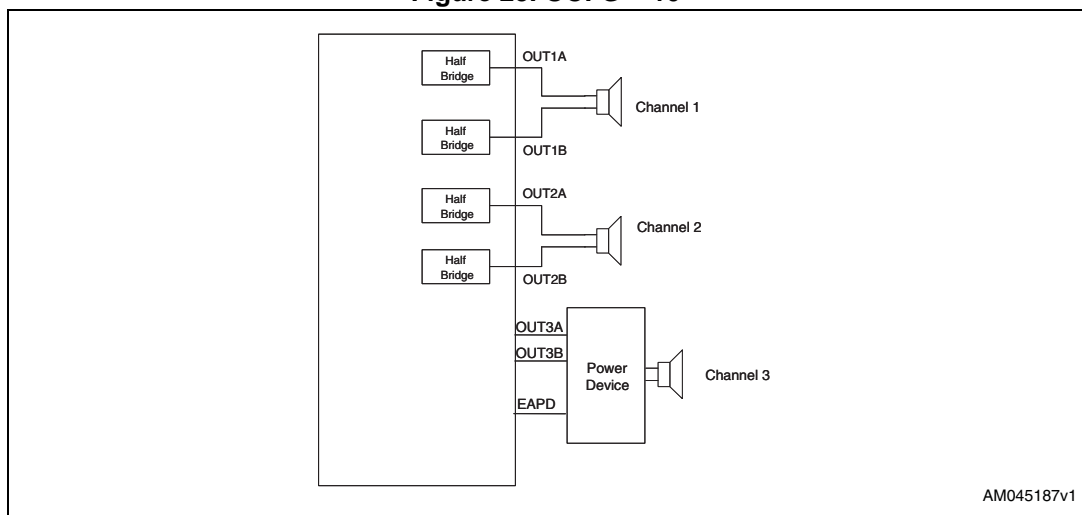 Half
Bridge
OUT1A
Channel 1
Half
Bridge
OUT1B
Half
Bridge
OUT2A
Channel 2
Half
Bridge
OUT2B
OUT3A
OUT3B
Power
Device
Channel 3
EAPD
AM045187v1